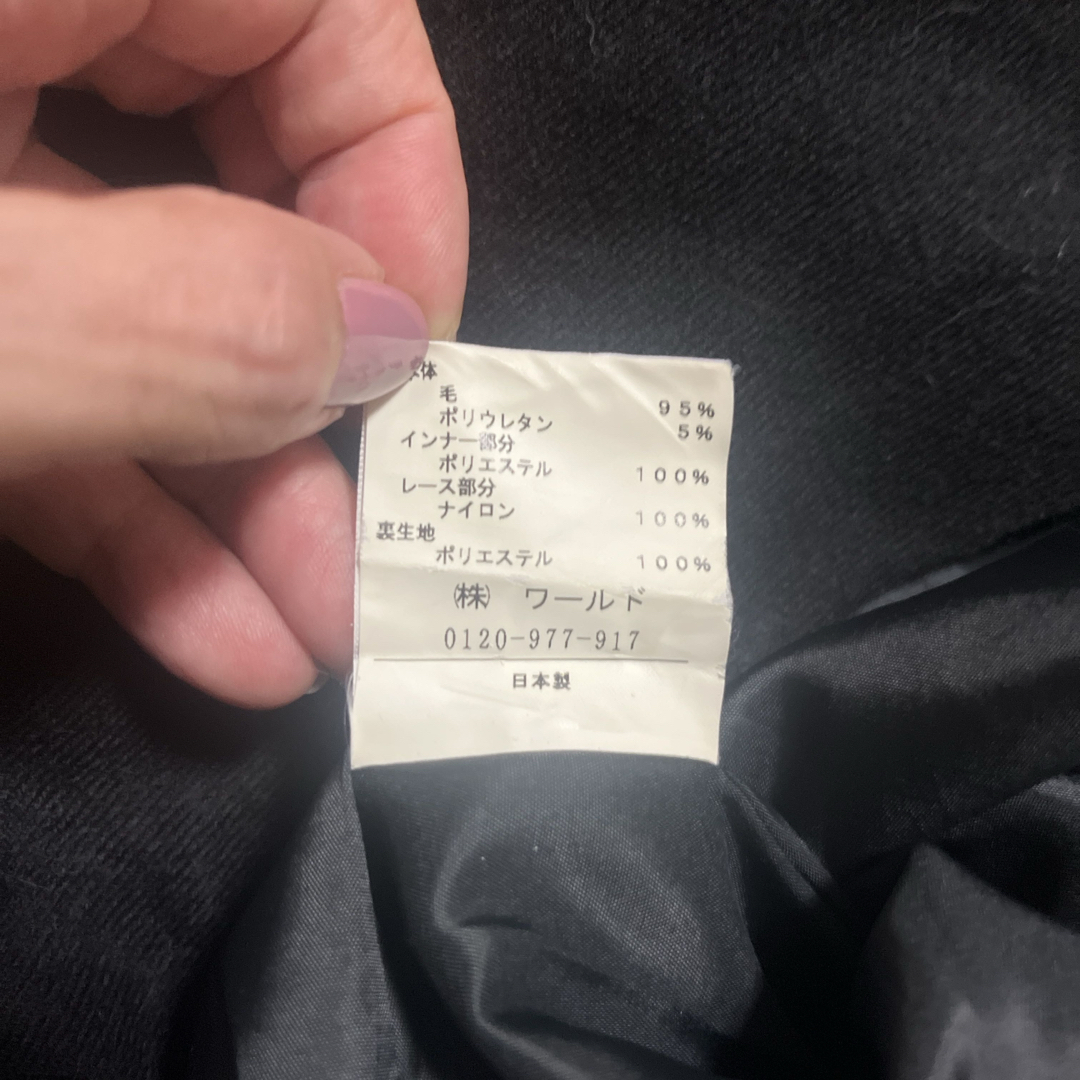 本体
毛 95%
ポリウレタン 5%
インナー部分
ポリエステル 100%
レース部分
ナイロン 100%
裏生地
ポリエステル 100%
㈱ ワールド
0120-977-917
日本製